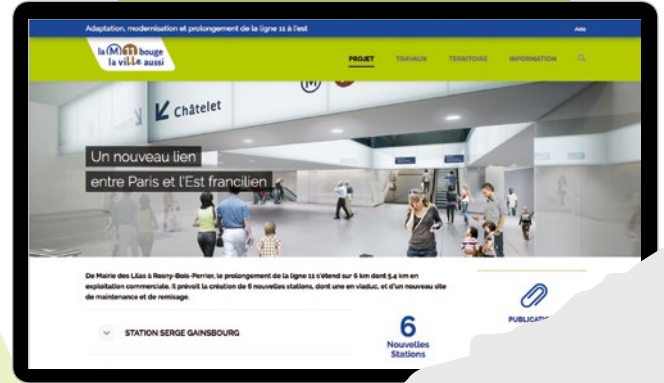 Adaptation, modernisation et prolongement de la ligne 11 à l'est
Aide
la M 11 bouge
la ville aussi
PROJET TRAVAUX TERRITOIRE INFORMATION
M
Châtelet
Un nouveau lien
entre Paris et l'Est francilien
De Mairie des Lilas à Rosny-Bois-Perrier, le prolongement de la ligne 11 s'étend sur 6 km dont 5,4 km en
exploitation commerciale. Il prévoit la création de 6 nouvelles stations, dont une en viaduc, et d'un nouveau site
de maintenance et de remisage.
STATION SERGE GAINSBOURG
6
Nouvelles
Stations